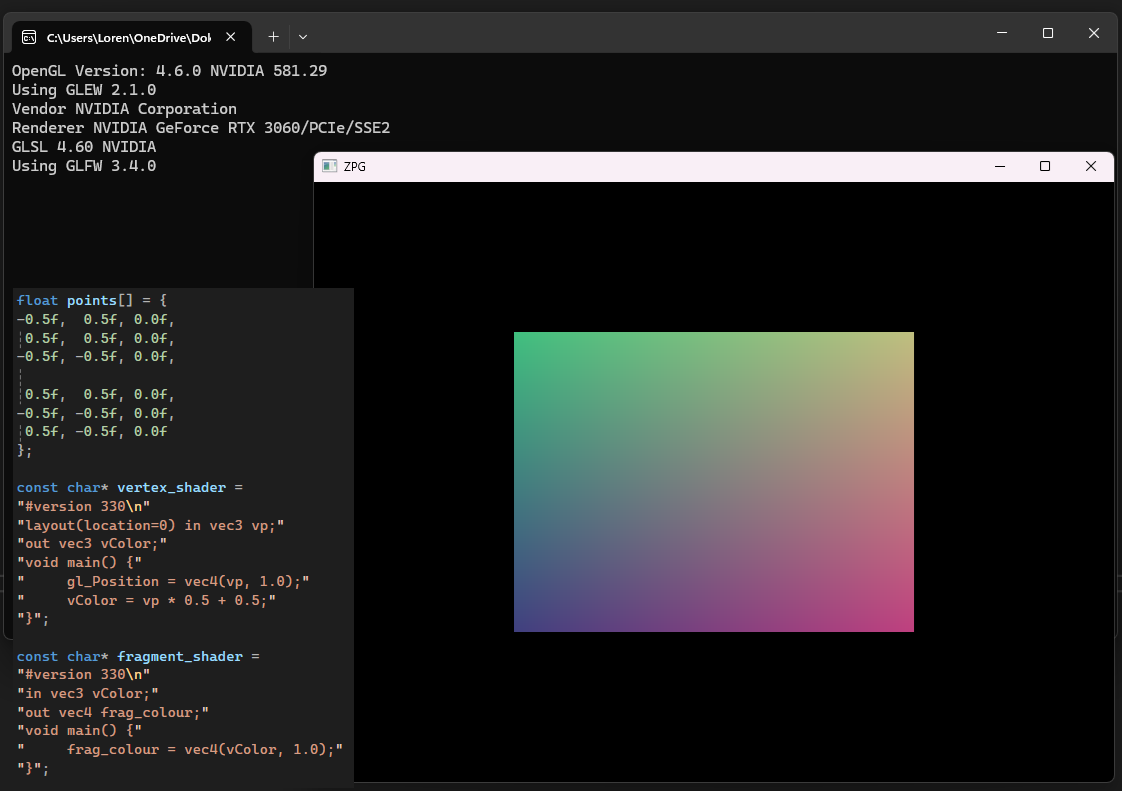 C:\Users\Loren\OneDrive\Dok
OpenGL Version: 4.6.0 NVIDIA 581.29
Using GLEW 2.1.0
Vendor NVIDIA Corporation
Renderer NVIDIA GeForce RTX 3060/PCIe/SSE2
GLSL 4.60 NVIDIA
Using GLFW 3.4.0
ZPG
float points[] = {
-0.5f,  0.5f, 0.0f,
 0.5f,  0.5f, 0.0f,
-0.5f, -0.5f, 0.0f,
 0.5f,  0.5f, 0.0f,
-0.5f, -0.5f, 0.0f,
 0.5f, -0.5f, 0.0f
};
const char* vertex_shader =
"#version 330\n"
"layout(location=0) in vec3 vp;"
"out vec3 vColor;"
"void main() {"
"     gl_Position = vec4(vp, 1.0);"
"     vColor = vp * 0.5 + 0.5;"
"}";
const char* fragment_shader =
"#version 330\n"
"in vec3 vColor;"
"out vec4 frag_colour;"
"void main() {"
"     frag_colour = vec4(vColor, 1.0);"
"}";